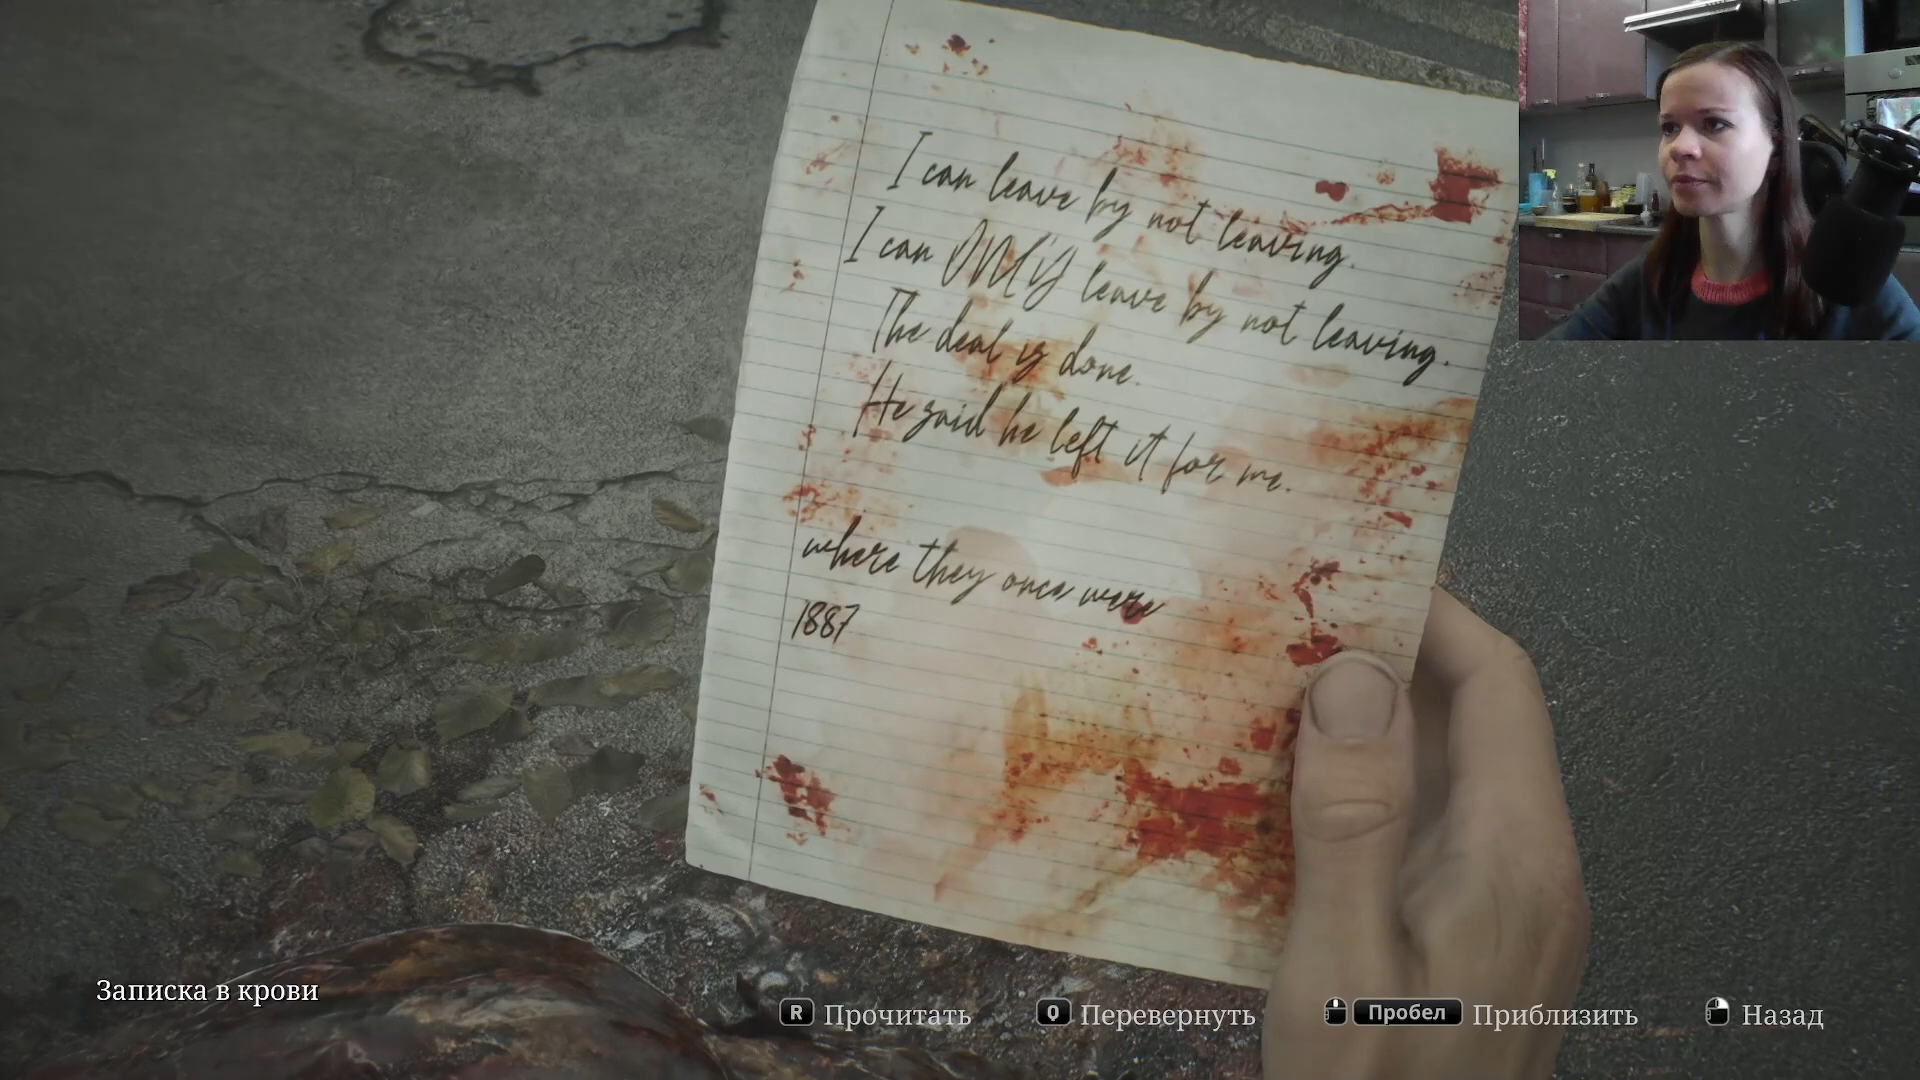 I can leave by not leaving.
I can ONLY leave by not leaving.
The deal is done.
He said he left it for me.
where they once were
1887
Записка в крови
R Прочитать Q Перевернуть Пробел Приблизить Назад